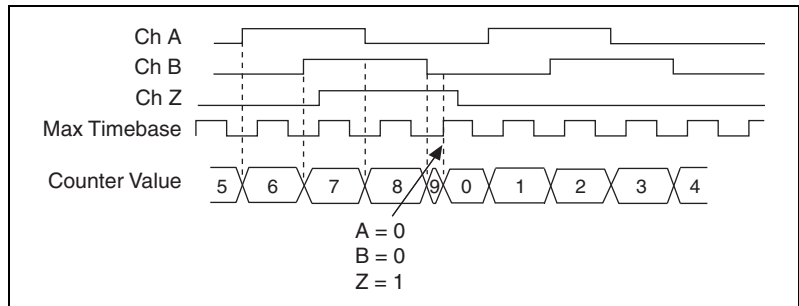 Ch A
Ch B
Ch Z
Max Timebase
Counter Value 5 6 7 8 9 0 1 2 3 4
A = 0
B = 0
Z = 1